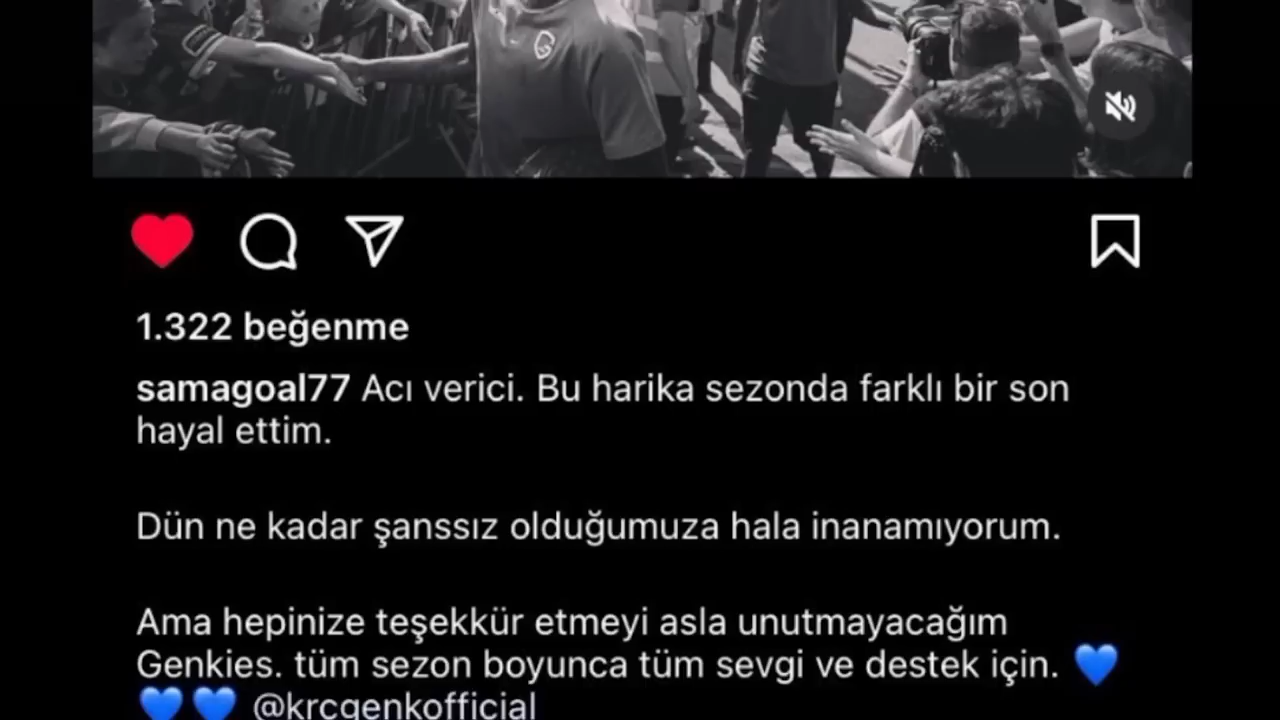 1.322 beğenme
samagoal77 Acı verici. Bu harika sezonda farklı bir son
hayal ettim.
Dün ne kadar şanssız olduğumuza hala inanamıyorum.
Ama hepinize teşekkür etmeyi asla unutmayacağım
Genkies. tüm sezon boyunca tüm sevgi ve destek için. 💙
💙💙 @krcgenkofficial